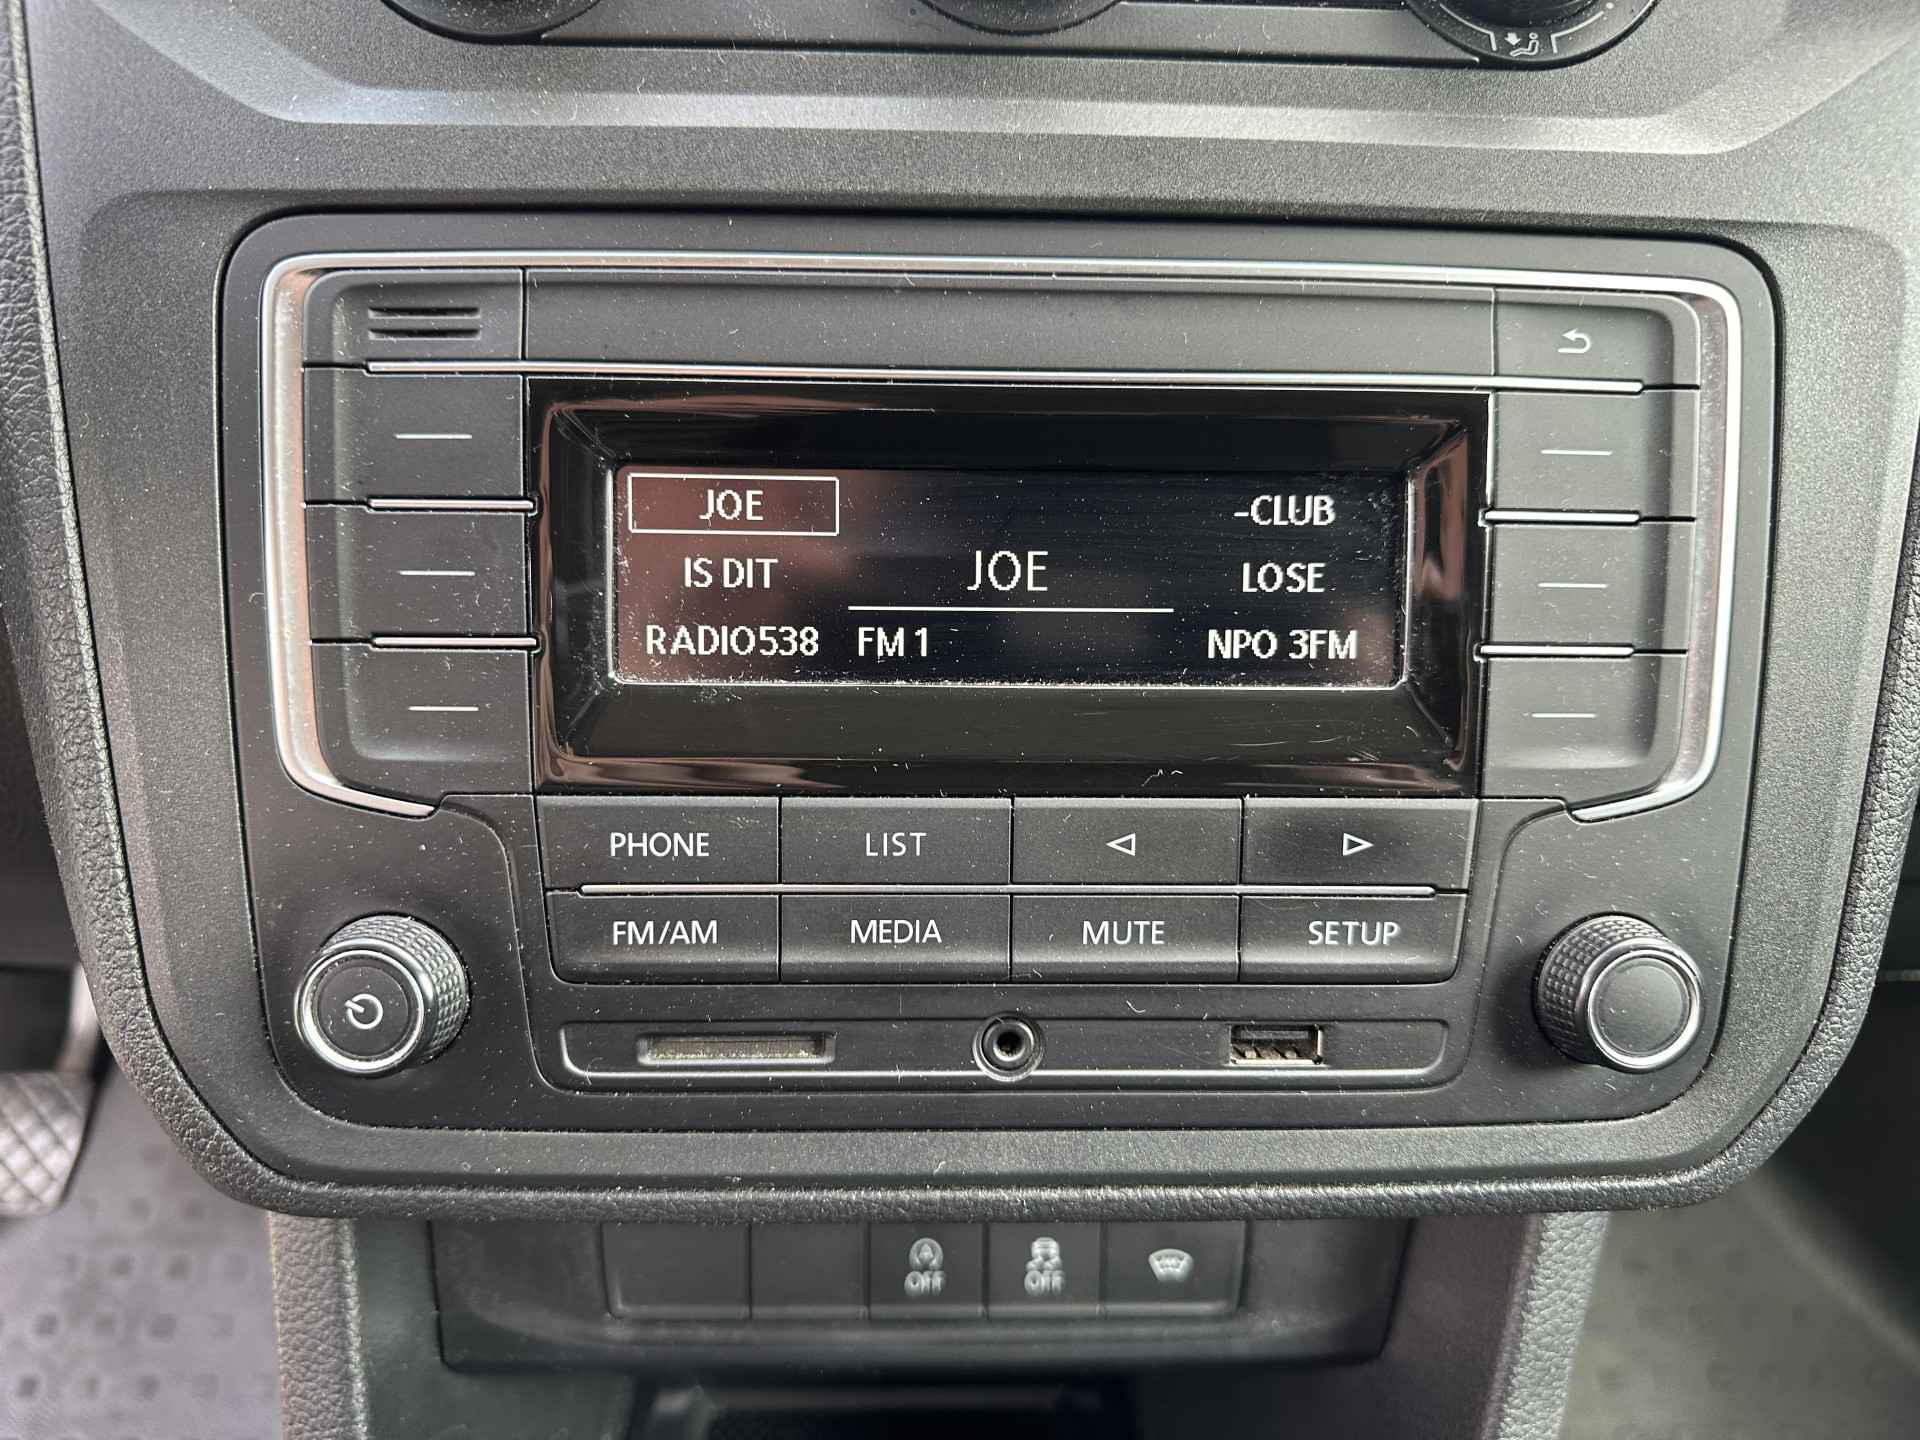 JOE -CLUB
IS DIT JOE LOSE
RADIO538 FM 1 NPO 3FM
PHONE LIST
FM/AM MEDIA MUTE SETUP
A
OFF OFF